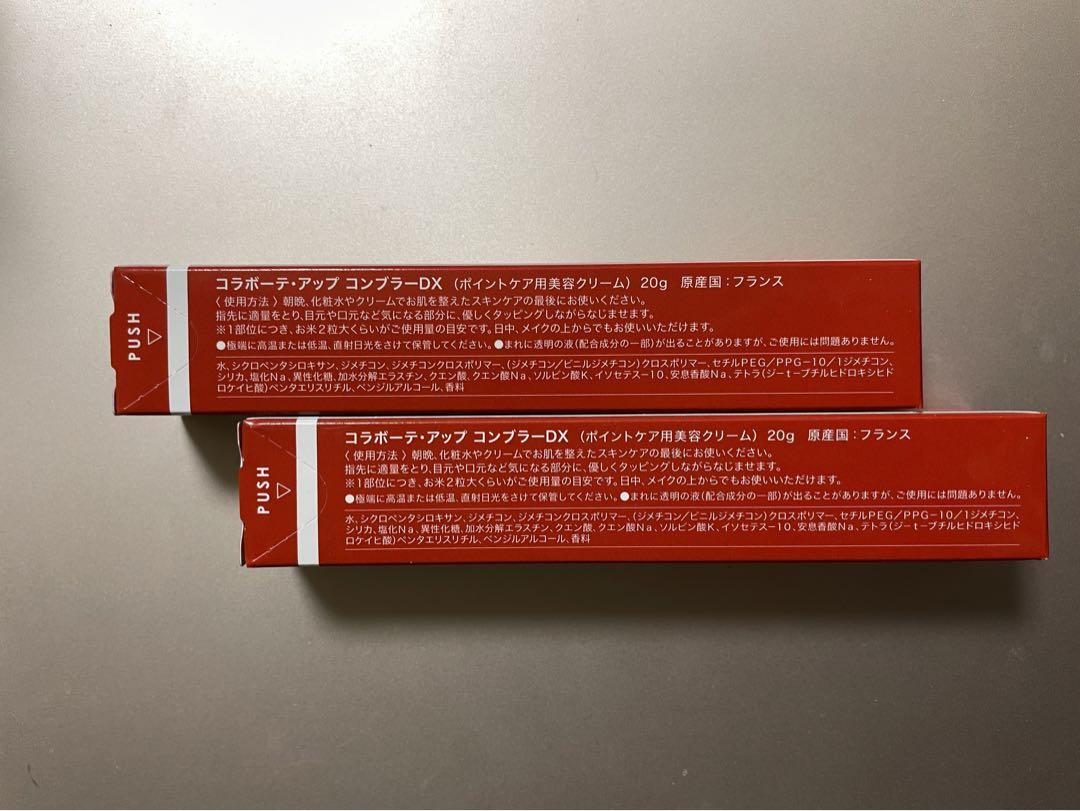 PUSH
コラボーテ・アップ コンブラーDX (ポイントケア用美容クリーム) 20g 原産国:フランス
〈 使用方法 〉 朝晩、化粧水やクリームでお肌を整えたスキンケアの最後にお使いください。
指先に適量をとり、目元や口元など気になる部分に、優しくタッピングしながらなじませます。
※1部位につき、お米2粒大くらいがご使用量の目安です。日中、メイクの上からでもお使いいただけます。
●極端に高温または低温、直射日光をさけて保管してください。●まれに透明の液(配合成分の一部)が出ることがありますが、ご使用には問題ありません。
水、シクロペンタシロキサン、ジメチコン、ジメチコンクロスポリマー、(ジメチコン/ビニルジメチコン)クロスポリマー、セチルPEG/PPG-10/1ジメチコン、
シリカ、塩化Na、異性化糖、加水分解エラスチン、クエン酸、クエン酸Na、ソルビン酸K、イソセテス-10、安息香酸Na、テトラ(ジ-t-ブチルヒドロキシヒド
ロケイヒ酸)ペンタエリスリチル、ベンジルアルコール、香料
PUSH
コラボーテ・アップ コンブラーDX (ポイントケア用美容クリーム) 20g 原産国:フランス
〈 使用方法 〉 朝晩、化粧水やクリームでお肌を整えたスキンケアの最後にお使いください。
指先に適量をとり、目元や口元など気になる部分に、優しくタッピングしながらなじませます。
※1部位につき、お米2粒大くらいがご使用量の目安です。日中、メイクの上からでもお使いいただけます。
●極端に高温または低温、直射日光をさけて保管してください。●まれに透明の液(配合成分の一部)が出ることがありますが、ご使用には問題ありません。
水、シクロペンタシロキサン、ジメチコン、ジメチコンクロスポリマー、(ジメチコン/ビニルジメチコン)クロスポリマー、セチルPEG/PPG-10/1ジメチコン、
シリカ、塩化Na、異性化糖、加水分解エラスチン、クエン酸、クエン酸Na、ソルビン酸K、イソセテス-10、安息香酸Na、テトラ(ジ-t-ブチルヒドロキシヒド
ロケイヒ酸)ペンタエリスリチル、ベンジルアルコール、香料